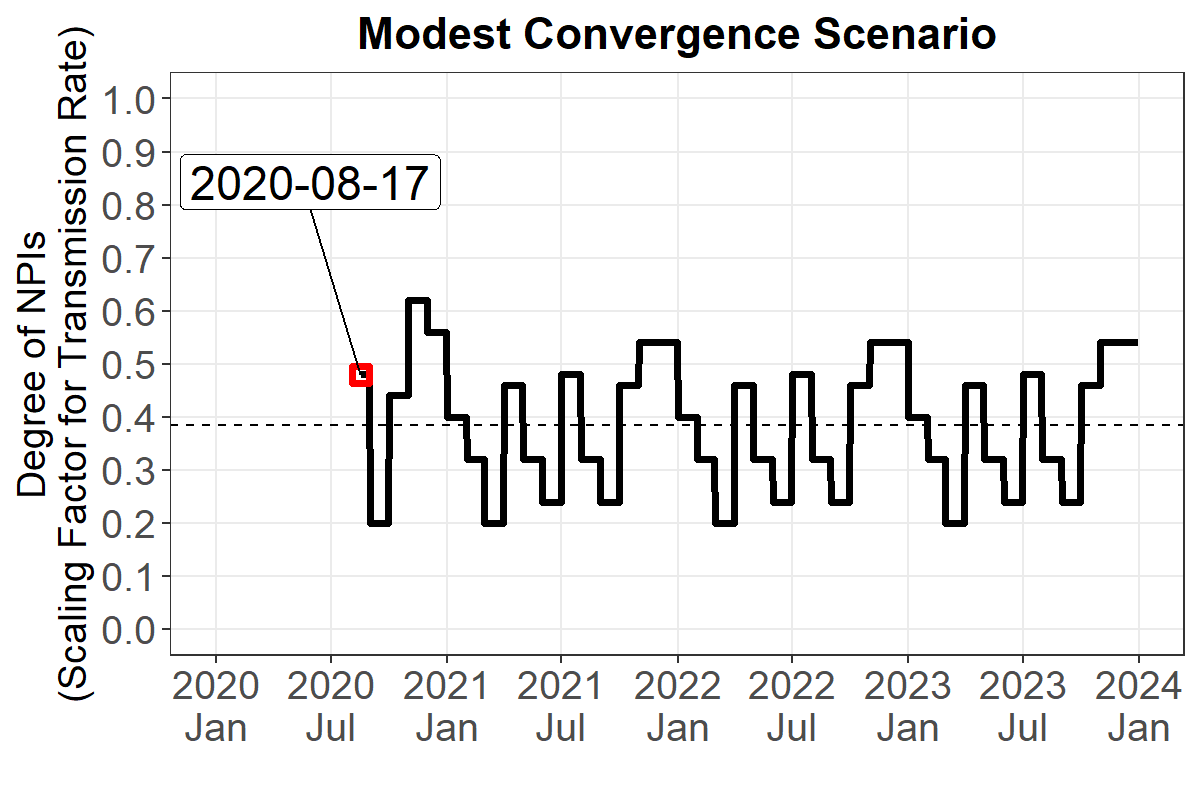 Modest Convergence Scenario
Degree of NPIs
(Scaling Factor for Transmission Rate)
1.0
0.9
0.8
0.7
0.6
0.5
0.4
0.3
0.2
0.1
0.0
2020-08-17
2020 Jan
2020 Jul
2021 Jan
2021 Jul
2022 Jan
2022 Jul
2023 Jan
2023 Jul
2024 Jan